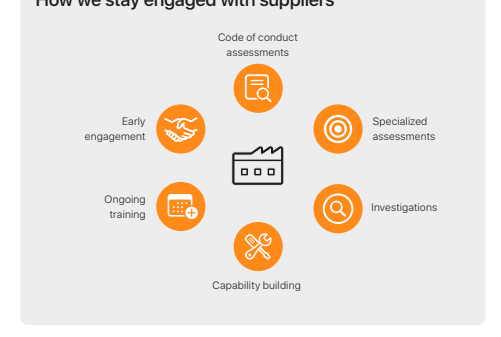 How we stay engaged with suppliers
Code of conduct
assessments
Early
engagement
Specialized
assessments
Ongoing
training
Investigations
Capability building